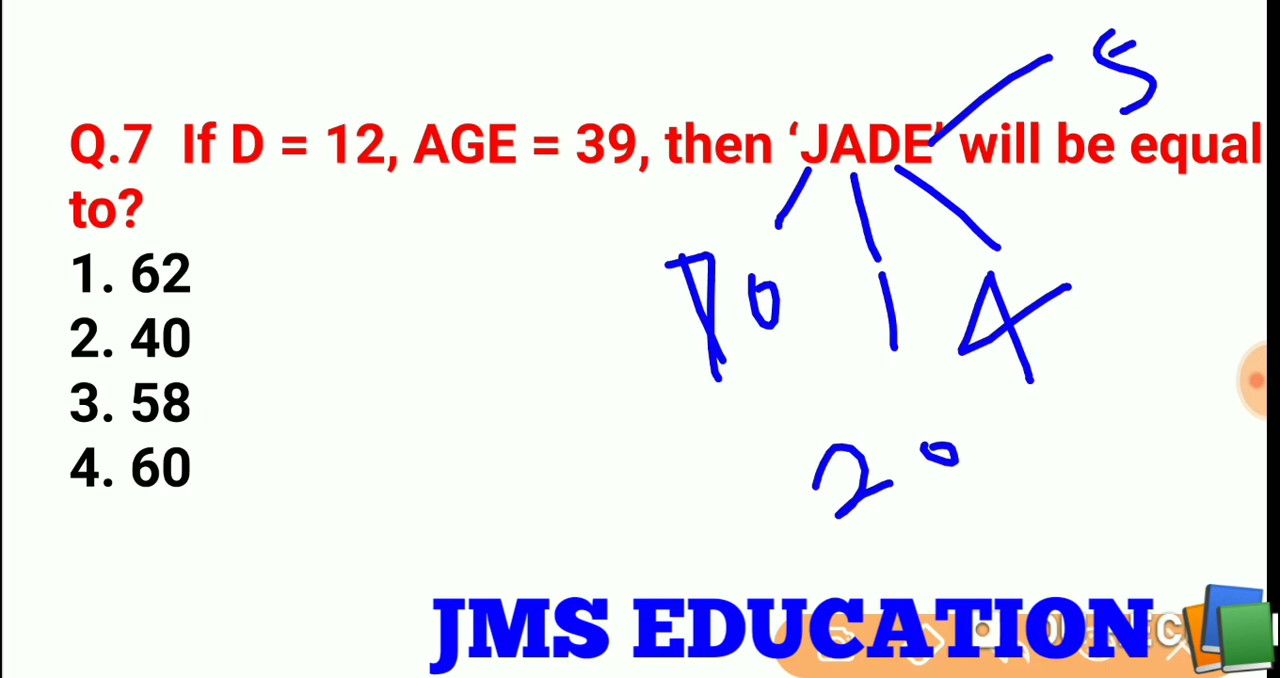 5
Q.7 If D = 12, AGE = 39, then ‘JADE’ will be equal
to?
1. 62
2. 40
3. 58
4. 60
10 1 4
20
JMS EDUCATION